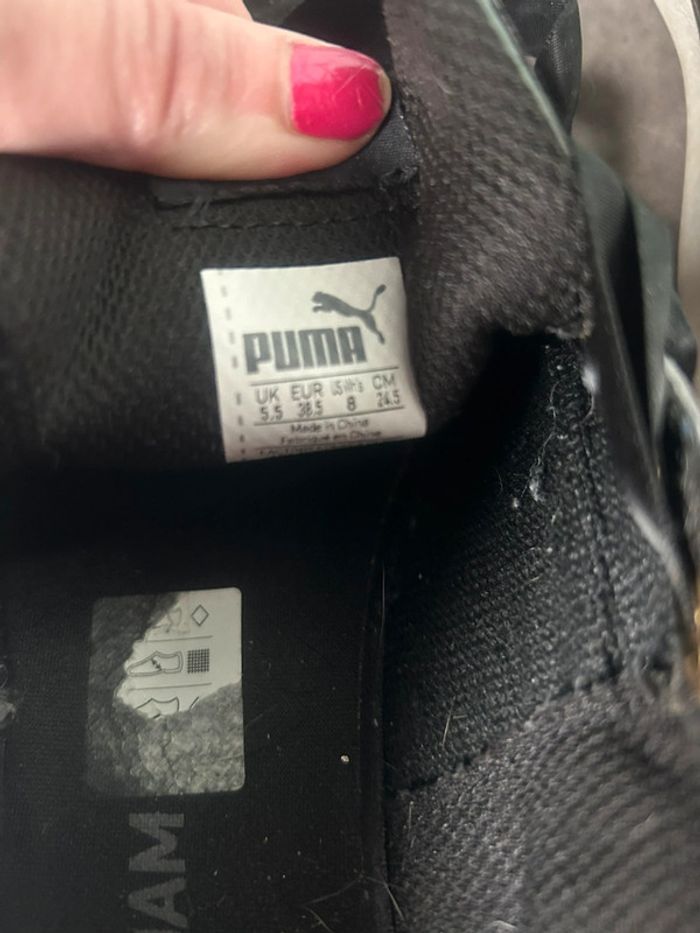 PUMA
UK EUR US Wn's CM
5.5 38.5 8 24.5
Made in China
Fabriqué en Chine
AM